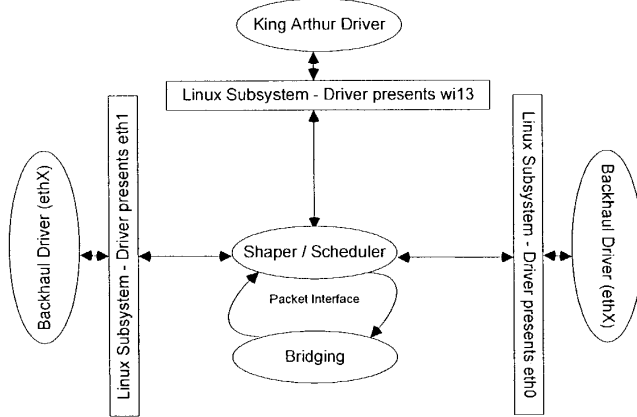 King Arthur Driver
Linux Subsystem - Driver presents wi13
Backhaul Driver (ethX)
Linux Subsystem - Driver presents eth1
Shaper / Scheduler
Packet Interface
Bridging
Linux Subsystem - Driver presents eth0
Backhaul Driver (ethX)